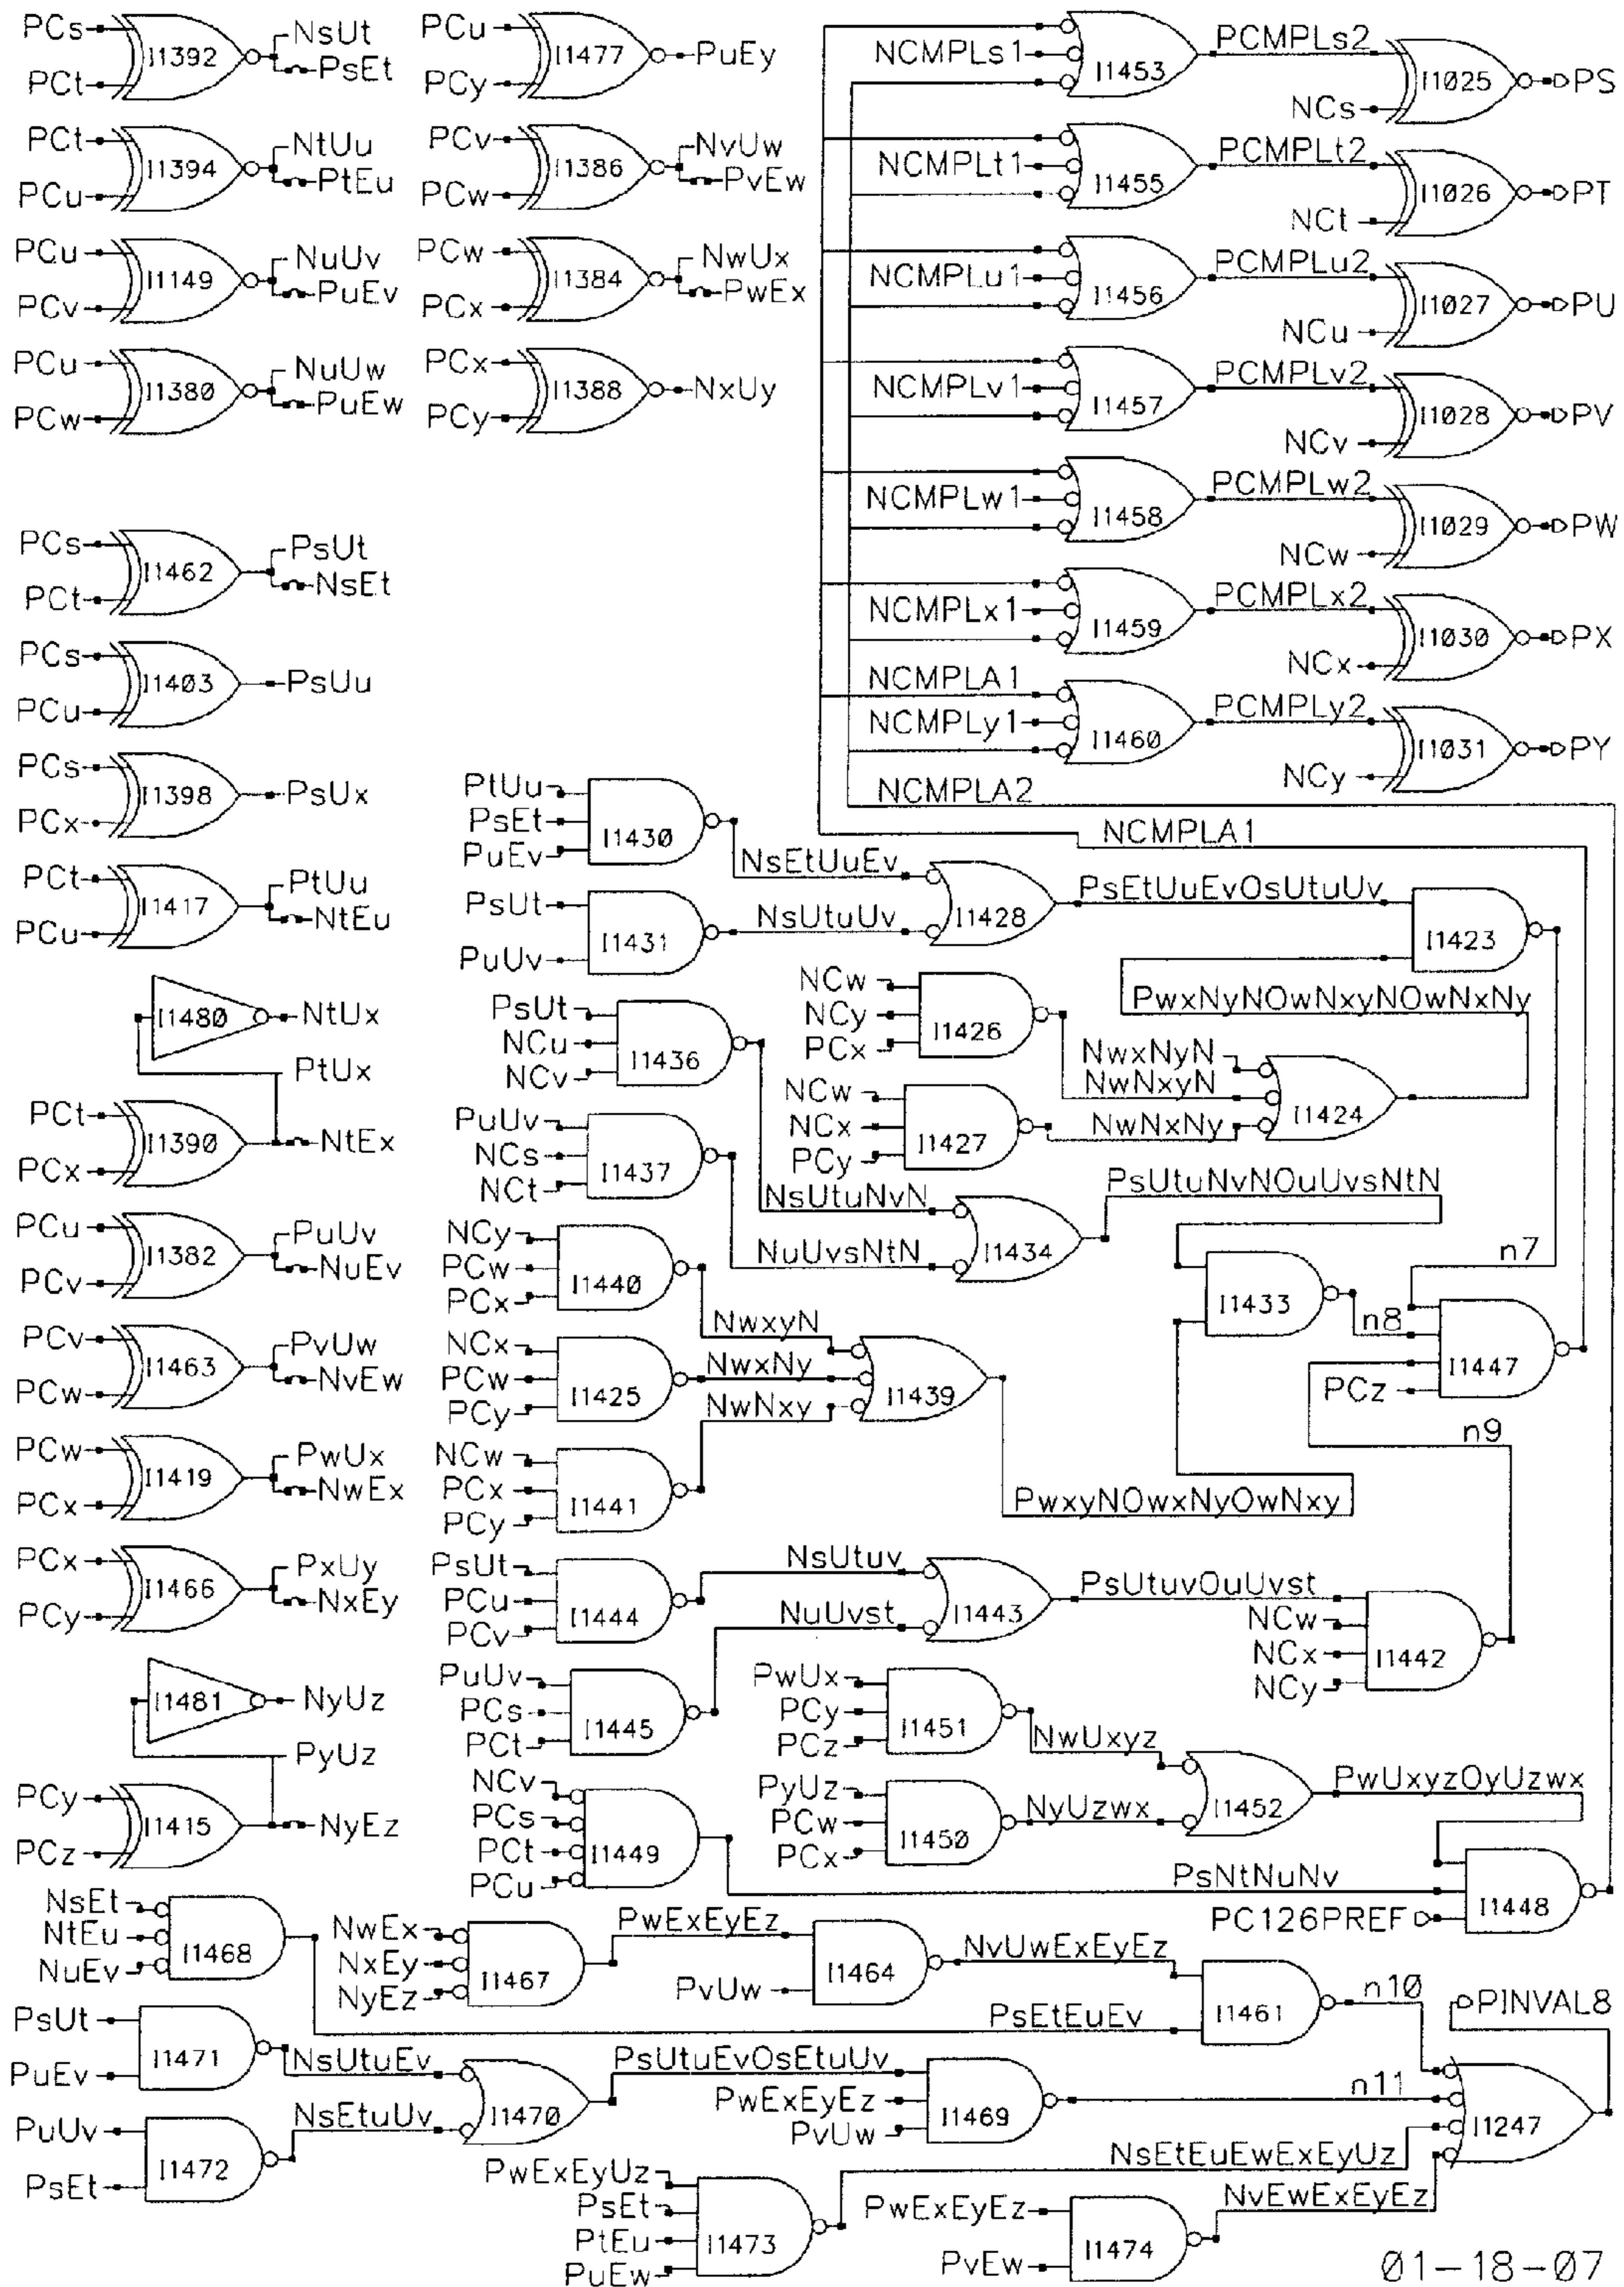 PCs
PCt
I1392
NsUt
PsEt
PCu
PCy
I1477
PuEy
PCt
PCu
I1394
NtUu
PtEu
PCv
PCw
I1386
NvUw
PvEw
PCu
PCv
I1149
NuUv
PuEv
PCw
PCx
I1384
NwUx
PwEx
PCu
PCw
I1380
NuUw
PuEw
PCx
PCy
I1388
NxUy
NCMPLs1
I1453
PCMPLs2
NCs
I1025
PS
NCMPLt1
I1455
PCMPLt2
NCt
I1026
PT
NCMPLu1
I1456
PCMPLu2
NCu
I1027
PU
NCMPLv1
I1457
PCMPLv2
NCv
I1028
PV
NCMPLw1
I1458
PCMPLw2
NCw
I1029
PW
NCMPLx1
I1459
PCMPLx2
NCx
I1030
PX
NCMPLA1
NCMPLy1
I1460
PCMPLy2
NCy
I1031
PY
NCMPLA2
NCMPLA1
PCs
PCt
I1462
PsUt
NsEt
PCs
PCu
I1403
PsUu
PCs
PCx
I1398
PsUx
PCt
PCu
I1417
PtUu
NtEu
I1480
NtUx
PtUx
PCt
PCx
I1390
NtEx
PCu
PCv
I1382
PuUv
NuEv
PCv
PCw
I1463
PvUw
NvEw
PCw
PCx
I1419
PwUx
NwEx
PCx
PCy
I1466
PxUy
NxEy
I1481
NyUz
PyUz
PCy
PCz
I1415
NyEz
PtUu
PsEt
PuEv
I1430
NsEtUuEv
PsUt
PuUv
I1431
NsUtuUv
I1428
PsEtUuEvOsUtuUv
I1423
PwxNyNOwNxyNOwNxNy
NCw
NCy
PCx
I1426
NwxNyN
NwNxyN
NCw
NCx
PCy
I1427
NwNxNy
I1424
PsUt
NCu
NCv
I1436
NsUtuNvN
PuUv
NCs
NCt
I1437
NuUvsNtN
I1434
PsUtuNvNOuUvsNtN
I1433
n7
n8
PCz
I1447
n9
NCy
PCw
PCx
I1440
NwxyN
NCx
PCw
PCy
I1425
NwxNy
NCw
PCx
PCy
I1441
NwNxy
I1439
PwxyNOwxNyOwNxy
PsUt
PCu
PCv
I1444
NsUtuv
PuUv
PCs
PCt
I1445
NuUvst
I1443
PsUtuvOuUvst
NCw
NCx
NCy
I1442
PwUx
PCy
PCz
I1451
NwUxyz
PyUz
PCw
PCx
I1450
NyUzwx
I1452
PwUxyzOyUzwx
NCv
PCs
PCt
PCu
I1449
PsNtNuNv
PC126PREF
I1448
NsEt
NtEu
NuEv
I1468
NwEx
NxEy
NyEz
I1467
PwExEyEz
PvUw
I1464
NvUwExEyEz
PsEtEuEv
I1461
n10
PINVAL8
PsUt
PuEv
I1471
NsUtuEv
PuUv
PsEt
I1472
NsEtuUv
I1470
PsUtuEvOsEtuUv
PwExEyEz
PvUw
I1469
n11
I1247
PwExEyUz
PsEt
PtEu
PuEw
I1473
NsEtEuEwExEyUz
PwExEyEz
PvEw
I1474
NvEwExEyEz
01-18-07